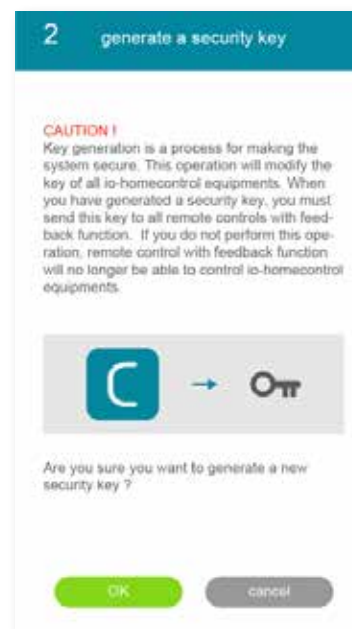 2 generate a security key
CAUTION !
Key generation is a process for making the
system secure. This operation will modify the
key of all io-homecontrol equipments. When
you have generated a security key, you must
send this key to all remote controls with feed-
back function. If you do not perform this ope-
ration, remote control with feedback function
will no longer be able to control io-homecontrol
equipments.
C
Are you sure you want to generate a new
security key ?
OK cancel